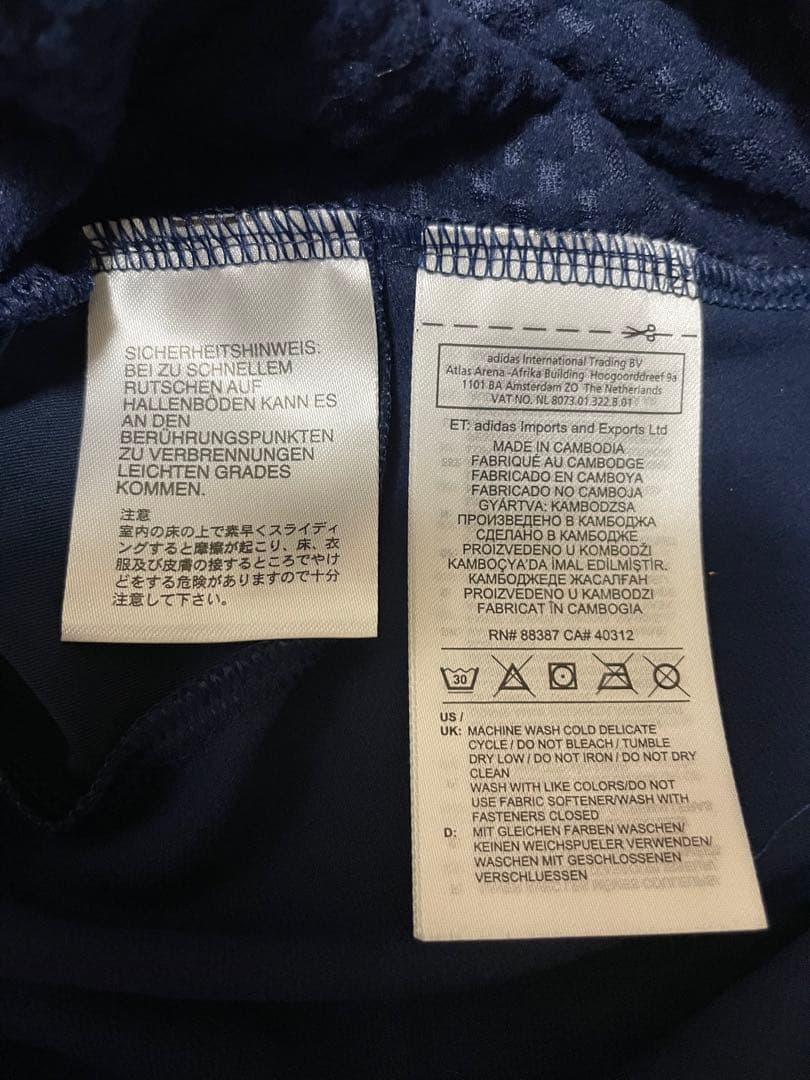 SICHERHEITSHINWEIS:
BEI ZU SCHNELLEM
RUTSCHEN AUF
HALLENBÖDEN KANN ES
AN DEN
BERÜHRUNGSPUNKTEN
ZU VERBRENNUNGEN
LEICHTEN GRADES
KOMMEN.
注意
室内の床の上で素早くスライディ
ングすると摩擦が起こり、床、衣
服及び皮膚の接するところでやけ
どをする危険がありますので十分
注意して下さい。
adidas International Trading BV
Atlas Arena -Afrika Building Hoogoorddreef 9a
1101 BA Amsterdam ZO The Netherlands
VAT NO. NL 8073.01.322.B.01
ET: adidas Imports and Exports Ltd
MADE IN CAMBODIA
FABRIQUÉ AU CAMBODGE
FABRICADO EN CAMBOYA
FABRICADO NO CAMBOJA
GYÁRTVA: KAMBODZSA
ПРОИЗВЕДЕНО В КАМБОДЖА
СДЕЛАНО В КАМБОДЖЕ
PROIZVEDENO U KOMBODŽI
KAMBOÇYA'DA İMAL EDİLMİŞTİR.
КАМБОДЖЕДЕ ЖАСАЛҒАН
PROIZVEDENO U KAMBODZI
FABRICAT ÎN CAMBOGIA
RN# 88387 CA# 40312
30
US /
UK: MACHINE WASH COLD DELICATE
CYCLE / DO NOT BLEACH / TUMBLE
DRY LOW / DO NOT IRON / DO NOT DRY
CLEAN
WASH WITH LIKE COLORS/DO NOT
USE FABRIC SOFTENER/WASH WITH
FASTENERS CLOSED
D: MIT GLEICHEN FARBEN WASCHEN/
KEINEN WEICHSPUELER VERWENDEN/
WASCHEN MIT GESCHLOSSENEN
VERSCHLUESSEN